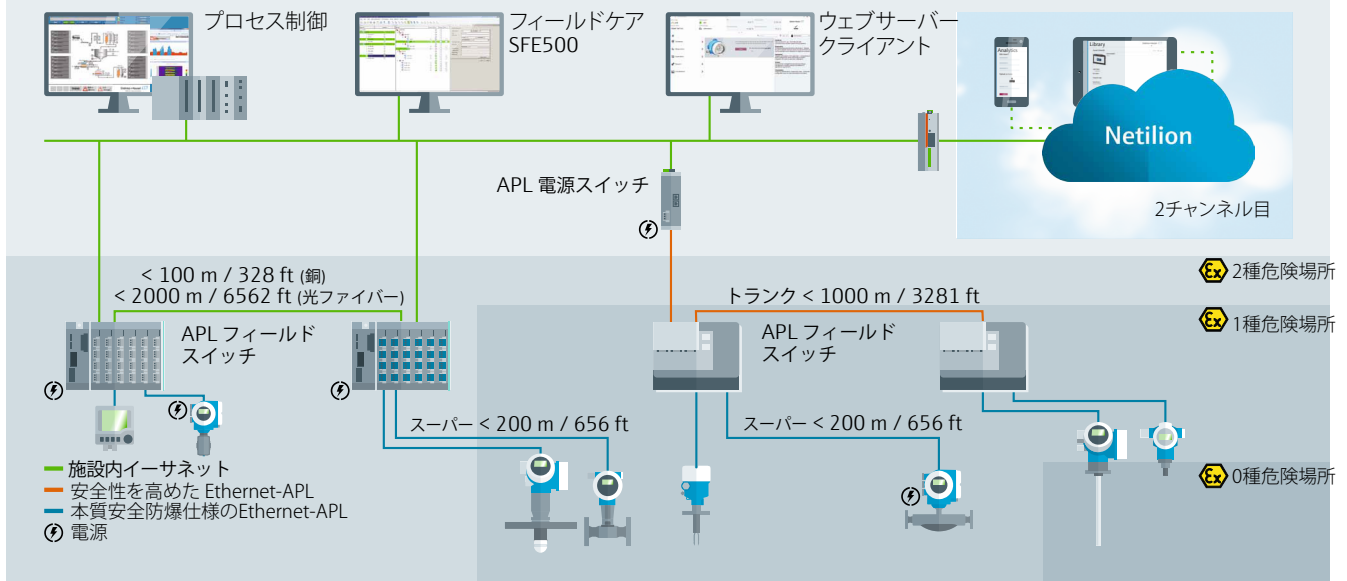 プロセス制御
フィールドケア
SFE500
ウェブサーバー
クライアント
Analytics
Library
Netilion
2チャンネル目
APL 電源スイッチ
< 100 m / 328 ft (銅)
< 2000 m / 6562 ft (光ファイバー)
Ex 2種危険場所
トランク < 1000 m / 3281 ft
Ex 1種危険場所
APL フィールド
スイッチ
APL フィールド
スイッチ
スーパー < 200 m / 656 ft
スーパー < 200 m / 656 ft
Ex 0種危険場所
施設内イーサネット
安全性を高めた Ethernet-APL
本質安全防爆仕様のEthernet-APL
電源